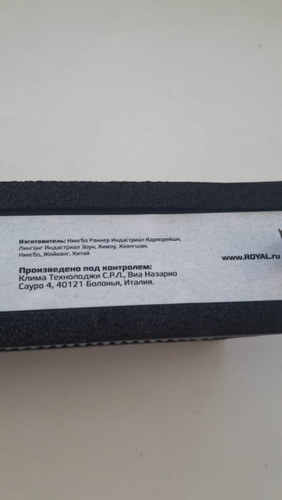 Изготовитель: Нингбо Раннер Индастриал Карпорейшн,
Линганг Индастриал Зоун, Хижоу, Хиянгшан,
Нингбо, Жейжанг, Китай
www.ROYAL.ru
Произведено под контролем:
Клима Технолоджи С.Р.Л., Виа Назарио
Сауро 4, 40121 Болонья, Италия.